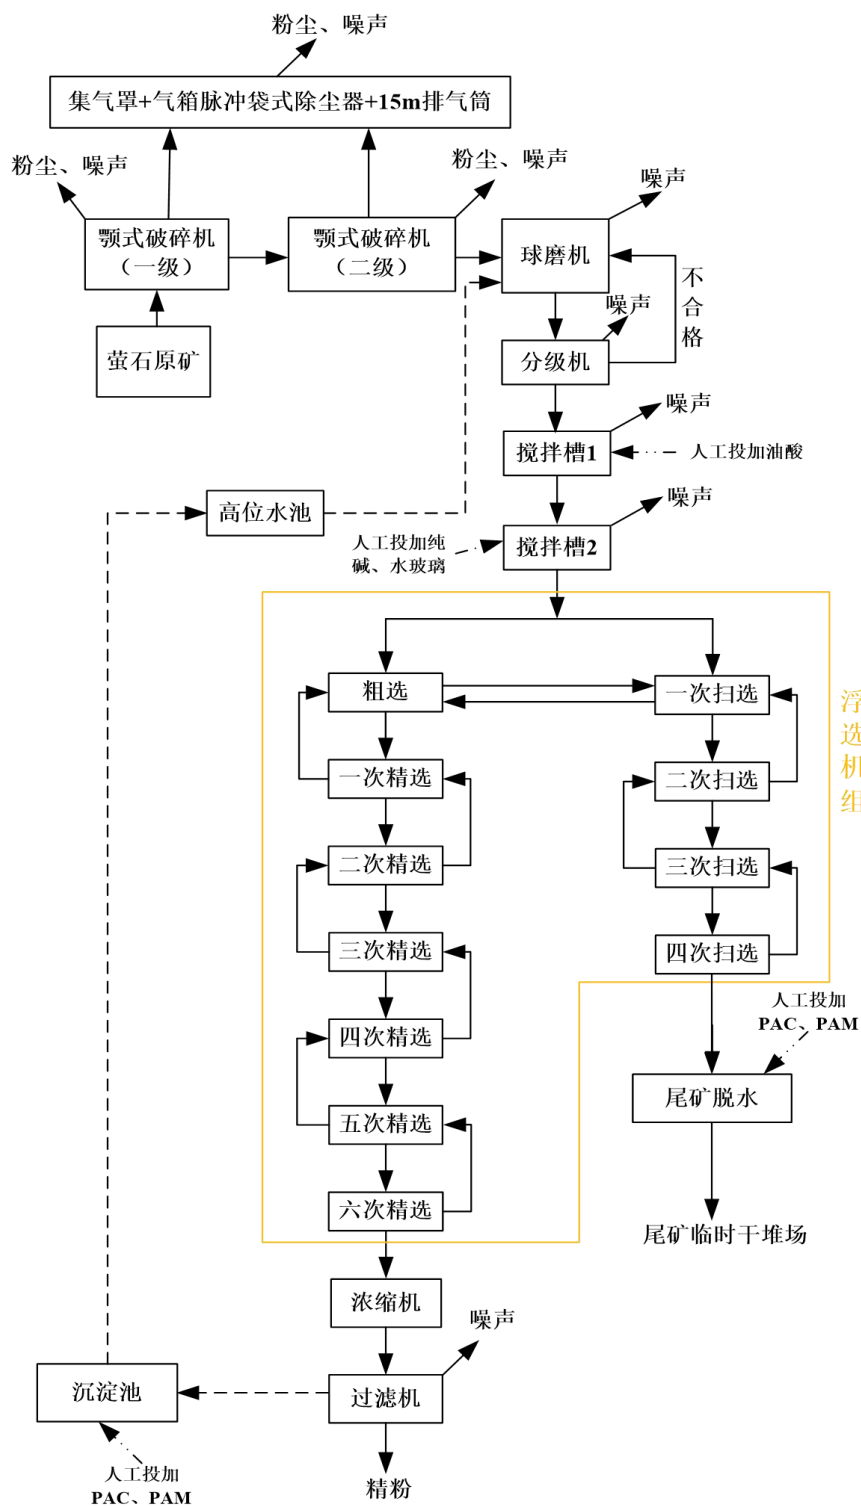 粉尘、噪声
集气罩+气箱脉冲袋式除尘器+15m排气筒
粉尘、噪声
粉尘、噪声
噪声
颚式破碎机
（一级）
颚式破碎机
（二级）
球磨机
不合格
噪声
萤石原矿
分级机
噪声
搅拌槽1
人工投加油酸
高位水池
噪声
人工投加纯
碱、水玻璃
搅拌槽2
粗选
一次扫选
浮选机组
一次精选
二次扫选
二次精选
三次扫选
三次精选
四次扫选
人工投加
PAC、PAM
四次精选
尾矿脱水
五次精选
六次精选
尾矿临时干堆场
浓缩机
噪声
沉淀池
过滤机
人工投加
PAC、PAM
精粉